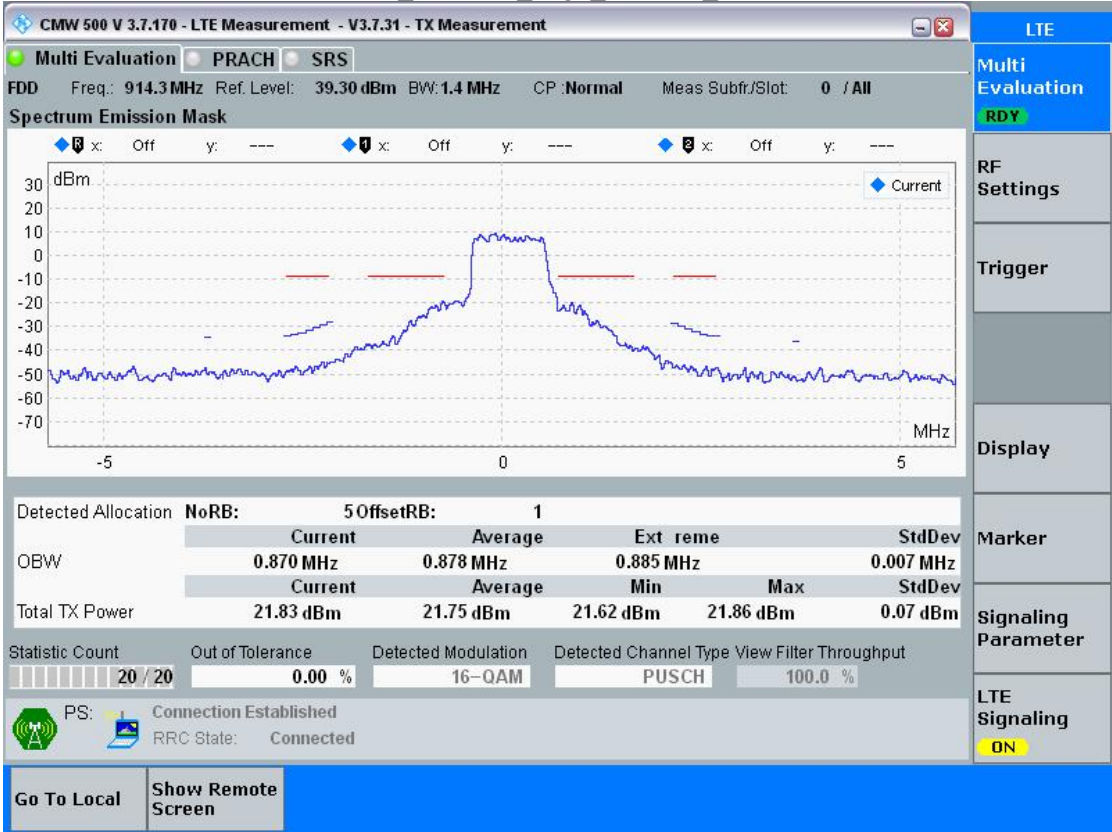 CMW 500 V 3.7.170 - LTE Measurement - V3.7.31 - TX Measurement
LTE
Multi Evaluation PRACH SRS
FDD Freq.: 914.3 MHz Ref. Level: 39.30 dBm BW: 1.4 MHz CP :Normal Meas Subfr./Slot: 0 / All
Spectrum Emission Mask
R x: Off y: --- 1 x: Off y: --- 2 x: Off y: ---
dBm
Current
30
20
10
0
-10
-20
-30
-40
-50
-60
-70
MHz
-5 0 5
Detected Allocation NoRB: 5 OffsetRB: 1
Current Average Ext reme StdDev
OBW 0.870 MHz 0.878 MHz 0.885 MHz 0.007 MHz
Current Average Min Max StdDev
Total TX Power 21.83 dBm 21.75 dBm 21.62 dBm 21.86 dBm 0.07 dBm
Statistic Count Out of Tolerance Detected Modulation Detected Channel Type View Filter Throughput
20 / 20 0.00 % 16-QAM PUSCH 100.0 %
PS: Connection Established
RRC State: Connected
Multi
Evaluation
RDY
RF
Settings
Trigger
Display
Marker
Signaling
Parameter
LTE
Signaling
ON
Go To Local
Show Remote
Screen